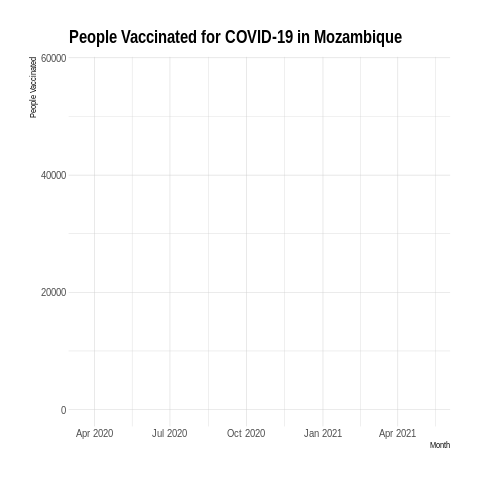 People Vaccinated for COVID-19 in Mozambique
People Vaccinated
60000
40000
20000
0
Apr 2020 Jul 2020 Oct 2020 Jan 2021 Apr 2021
Month